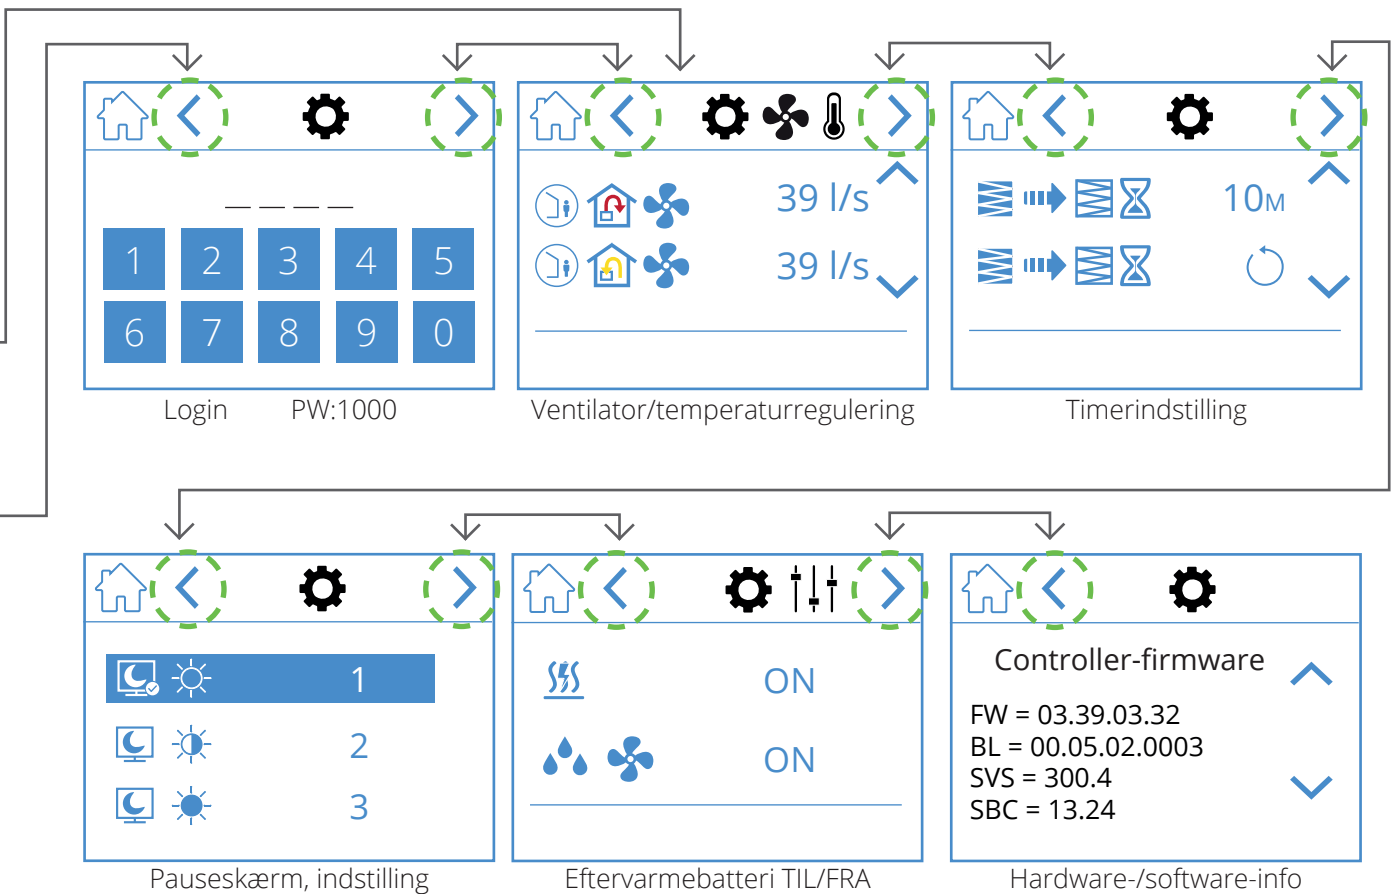 _ _ _ _
1 2 3 4 5
6 7 8 9 0
Login PW:1000
39 l/s
39 l/s
Ventilator/temperaturregulering
10M
Timerindstilling
1
2
3
Pauseskærm, indstilling
ON
ON
Eftervarmebatteri TIL/FRA
Controller-firmware
FW = 03.39.03.32
BL = 00.05.02.0003
SVS = 300.4
SBC = 13.24
Hardware-/software-info